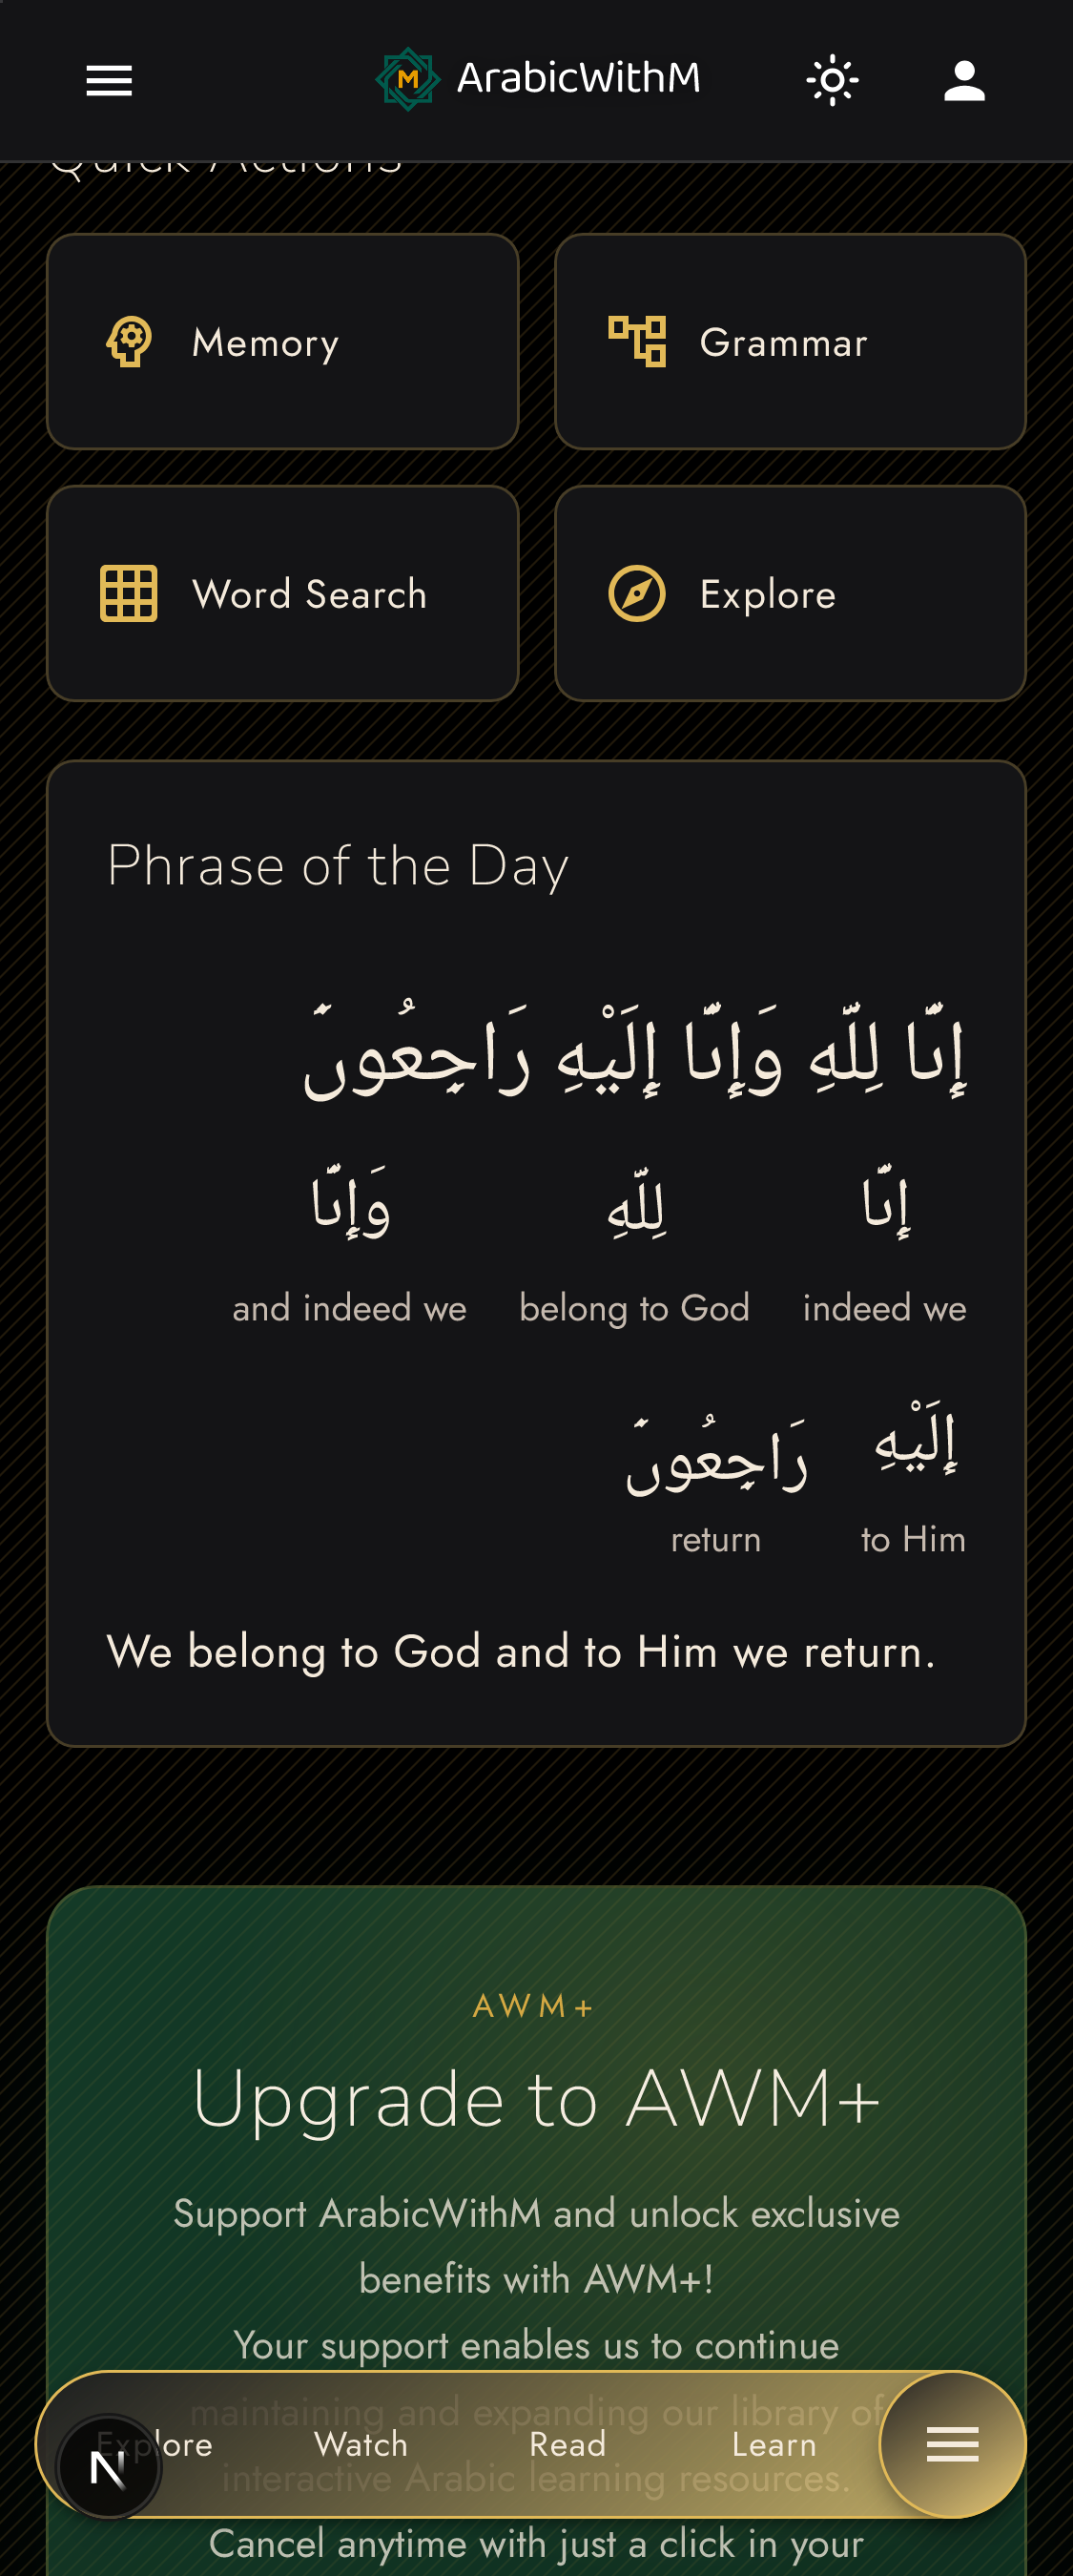 M ArabicWithM
Quick Actions
Memory
Grammar
Word Search
Explore
Phrase of the Day
إِنَّا لِلَّهِ وَإِنَّا إِلَيْهِ رَاجِعُونَ
إِنَّا لِلَّهِ وَإِنَّا
indeed we belong to God and indeed we
إِلَيْهِ رَاجِعُونَ
to Him return
We belong to God and to Him we return.
AWM+
Upgrade to AWM+
Support ArabicWithM and unlock exclusive
benefits with AWM+!
Your support enables us to continue
maintaining and expanding our library of
Explore Watch Read Learn
N
interactive Arabic learning resources.
Cancel anytime with just a click in your